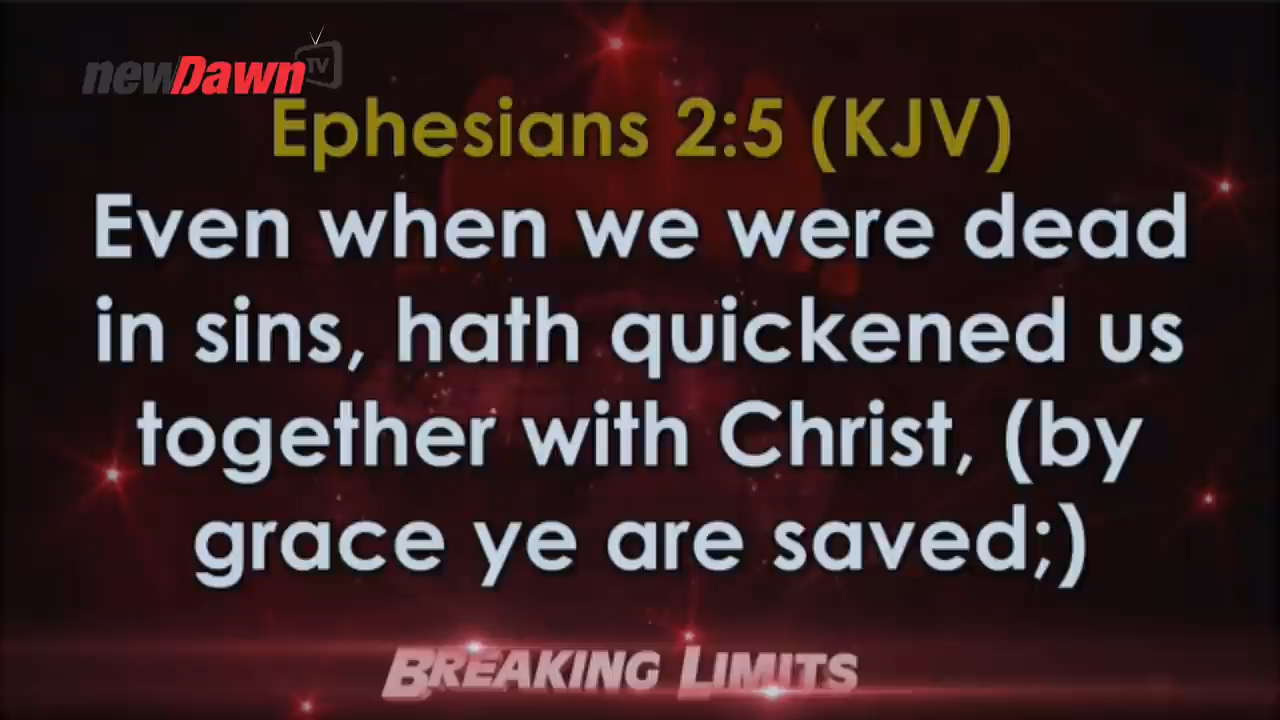 newDawn TV
Ephesians 2:5 (KJV)
Even when we were dead
in sins, hath quickened us
together with Christ, (by
grace ye are saved;)
BREAKING LIMITS